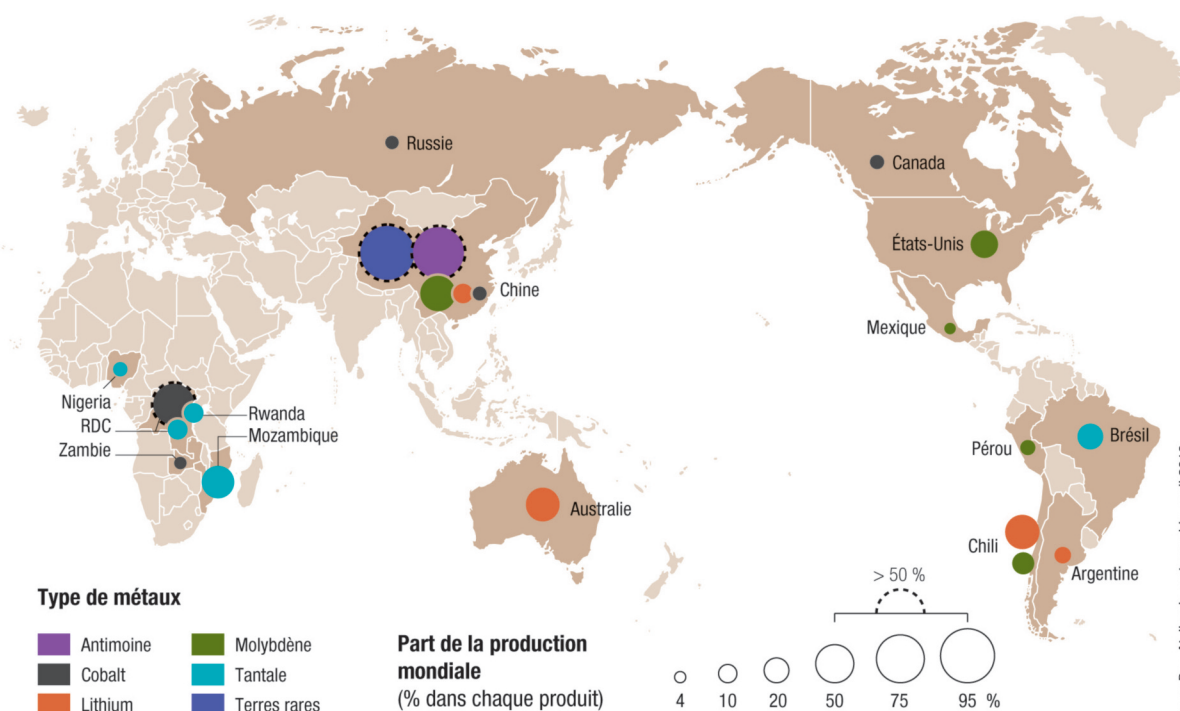 Russie
Canada
États-Unis
Chine
Mexique
Nigeria
RDC
Zambie
Rwanda
Mozambique
Brésil
Pérou
Australie
Chili
Argentine
Type de métaux
Antimoine
Cobalt
Lithium
Molybdène
Tantale
Terres rares
Part de la production
mondiale
(% dans chaque produit)
> 50 %
4 10 20 50 75 95 %